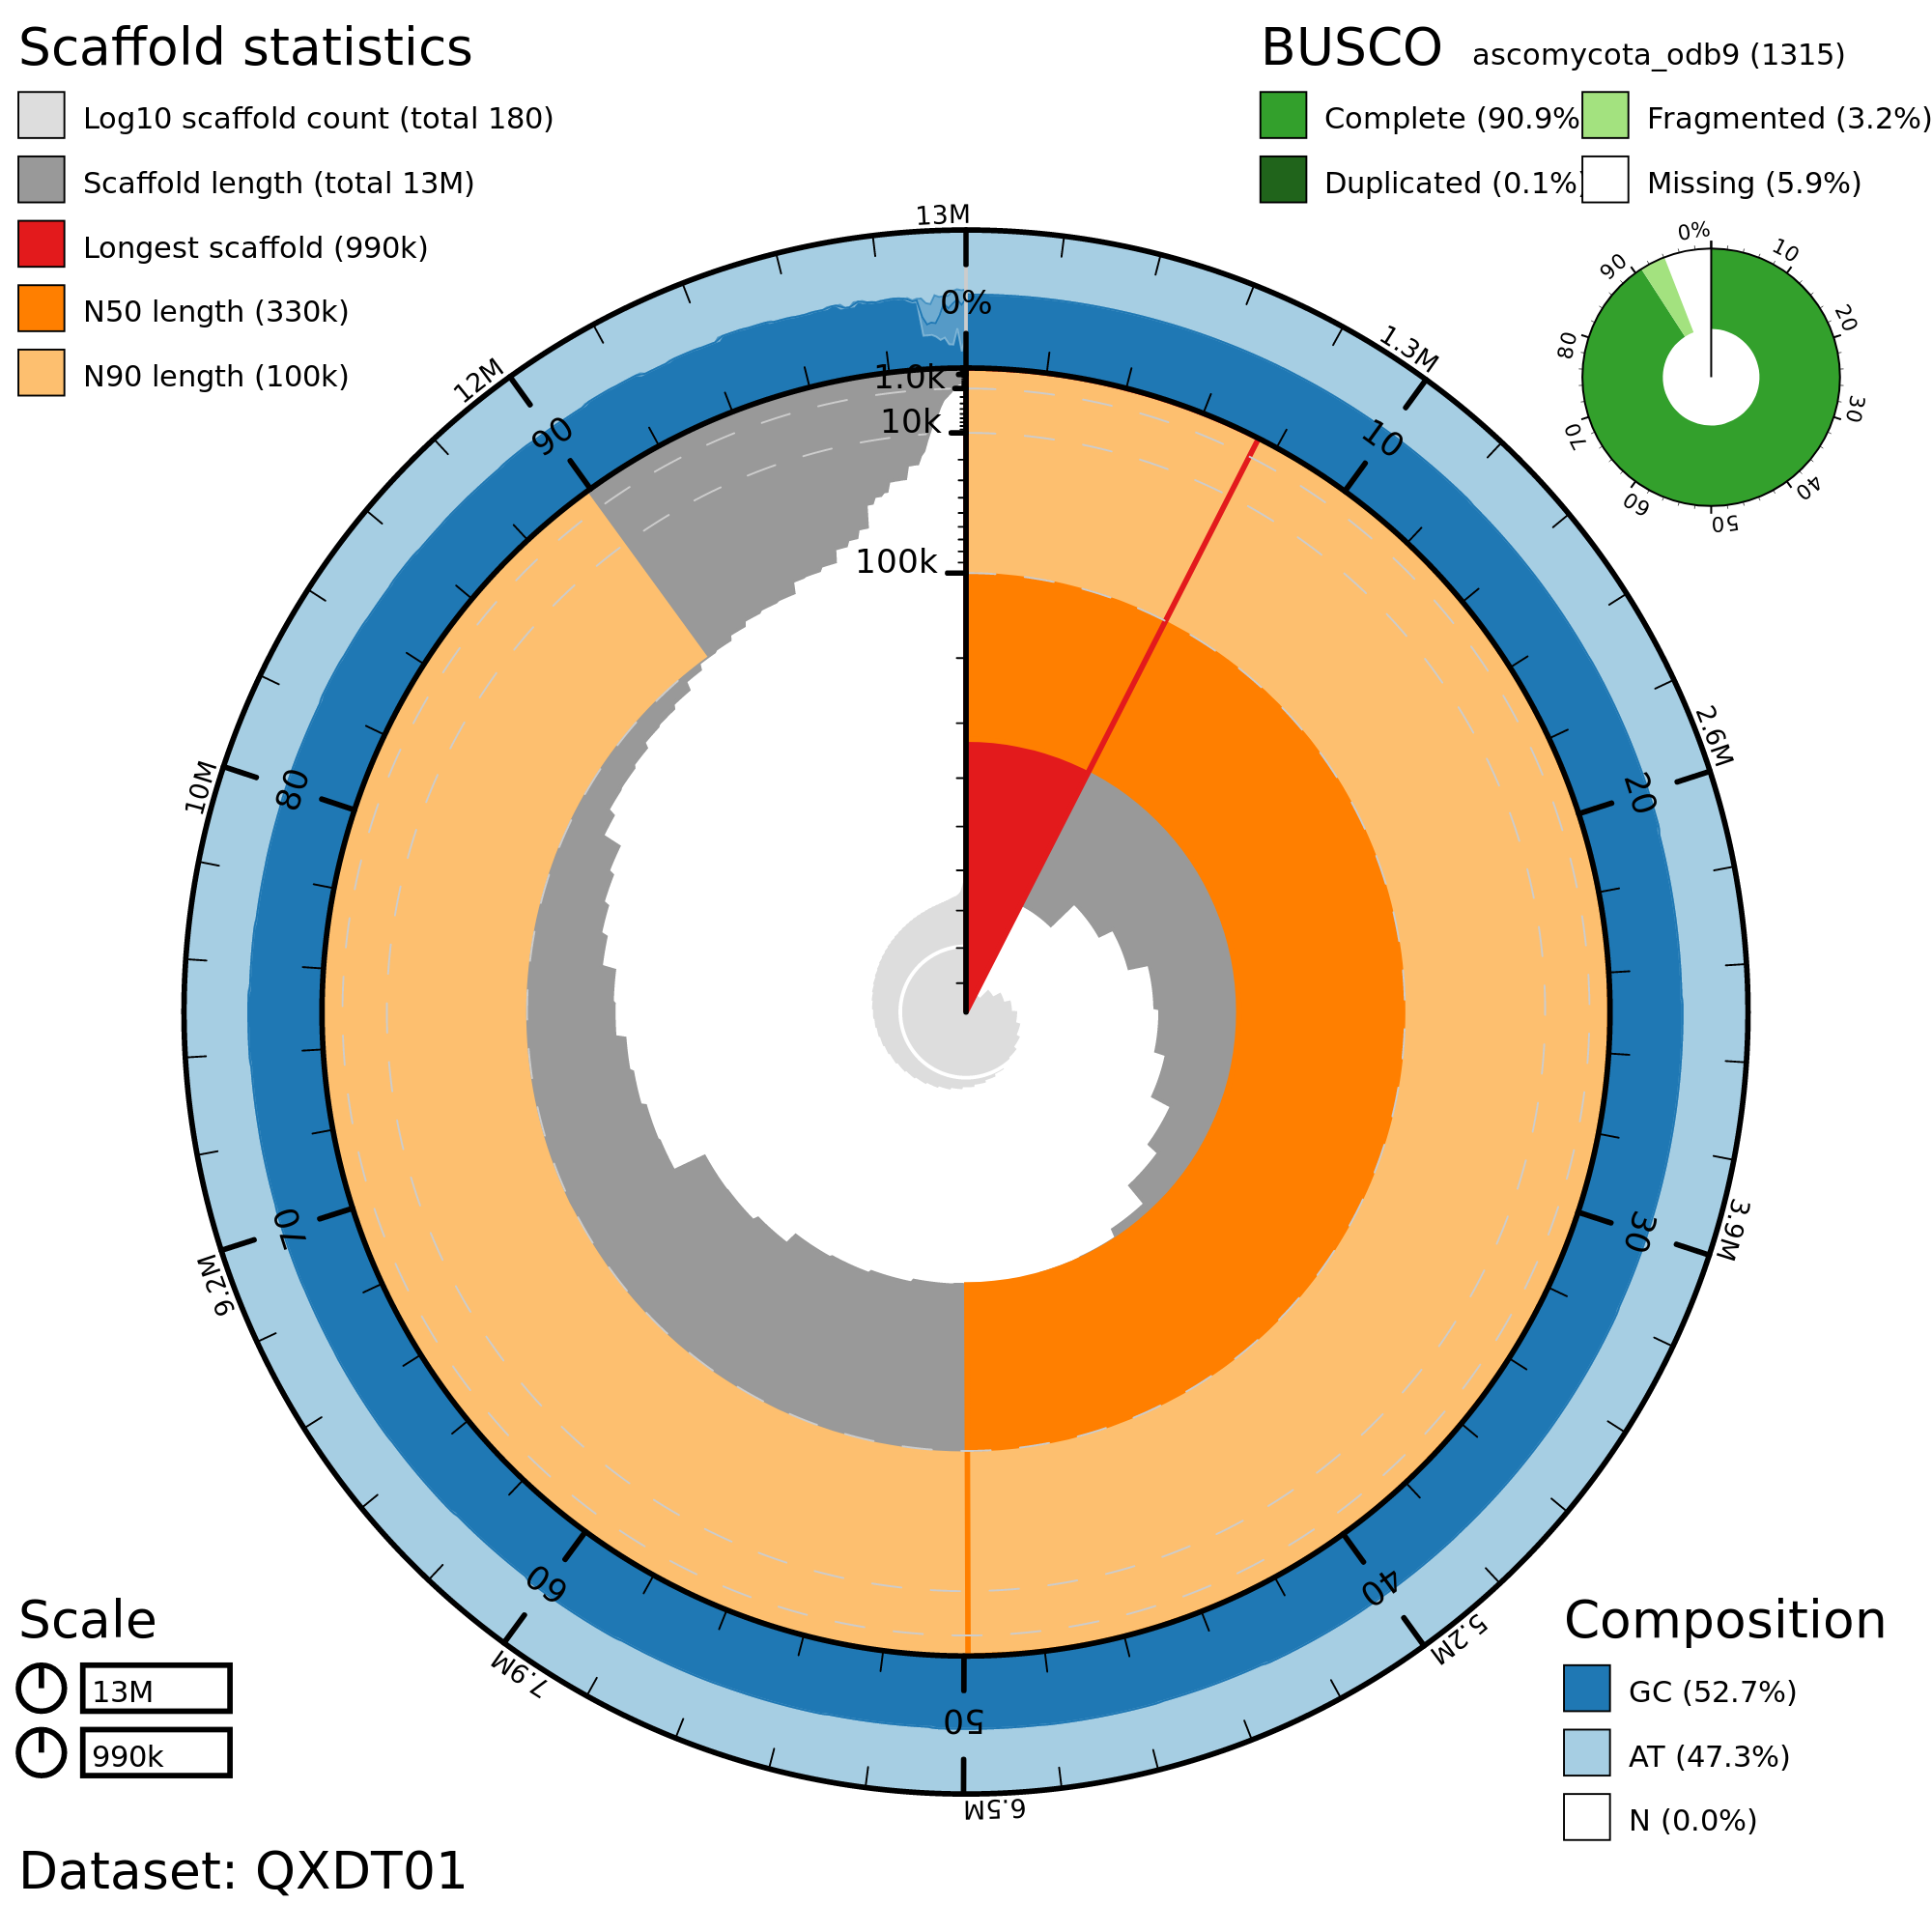 Scaffold statistics
Log10 scaffold count (total 180)
Scaffold length (total 13M)
Longest scaffold (990k)
N50 length (330k)
N90 length (100k)
BUSCO ascomycota_odb9 (1315)
Complete (90.9%
Fragmented (3.2%)
Duplicated (0.1%)
Missing (5.9%)
0%
10
20
30
40
50
60
70
80
90
13M
1.3M
2.6M
3.9M
5.2M
6.5M
7.9M
9.2M
10M
12M
0%
10
20
30
40
50
60
70
80
90
1.0k
10k
100k
Scale
13M
990k
Composition
GC (52.7%)
AT (47.3%)
N (0.0%)
Dataset: QXDT01